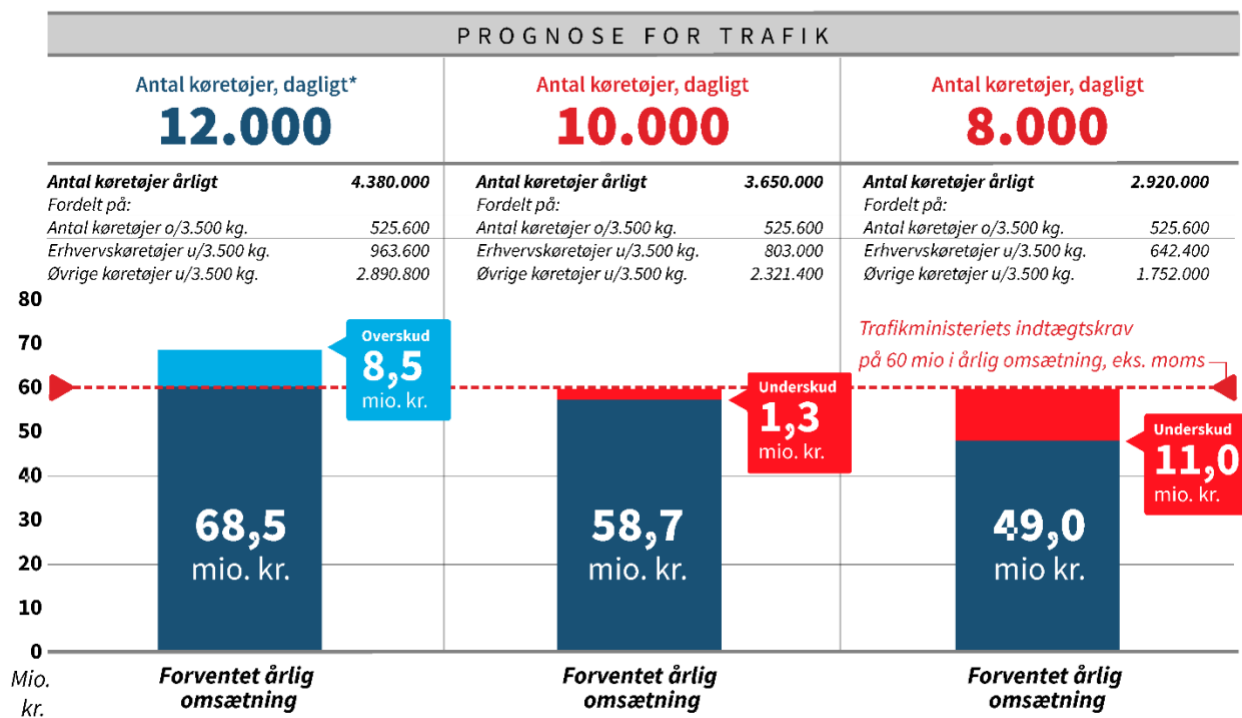 PROGNOSE FOR TRAFIK
Antal køretøjer, dagligt*
12.000
Antal køretøjer årligt 4.380.000
Fordelt på:
Antal køretøjer o/3.500 kg. 525.600
Erhvervskøretøjer u/3.500 kg. 963.600
Øvrige køretøjer u/3.500 kg. 2.890.800
Antal køretøjer, dagligt
10.000
Antal køretøjer årligt 3.650.000
Fordelt på:
Antal køretøjer o/3.500 kg. 525.600
Erhvervskøretøjer u/3.500 kg. 803.000
Øvrige køretøjer u/3.500 kg. 2.321.400
Antal køretøjer, dagligt
8.000
Antal køretøjer årligt 2.920.000
Fordelt på:
Antal køretøjer o/3.500 kg. 525.600
Erhvervskøretøjer u/3.500 kg. 642.400
Øvrige køretøjer u/3.500 kg. 1.752.000
80
70
60
50
40
30
20
10
0
Mio.
kr.
Overskud
8,5
mio. kr.
68,5
mio. kr.
Forventet årlig
omsætning
Underskud
1,3
mio. kr.
58,7
mio. kr.
Forventet årlig
omsætning
Trafikministeriets indtægtskrav
på 60 mio i årlig omsætning, eks. moms
Underskud
11,0
mio. kr.
49,0
mio kr.
Forventet årlig
omsætning